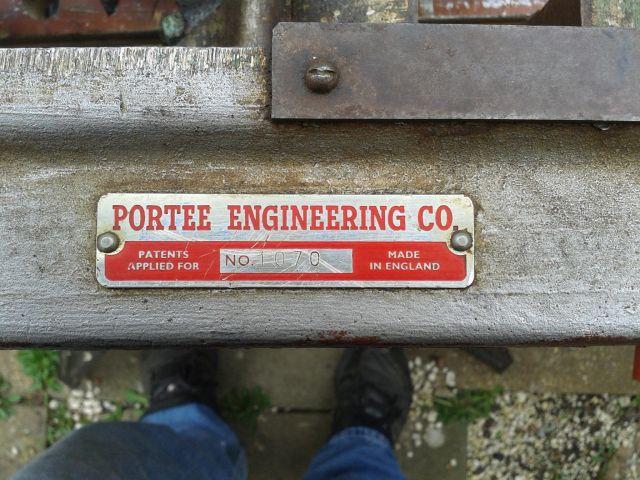 PORTEE ENGINEERING CO.
PATENTS APPLIED FOR
NO. 1070
MADE IN ENGLAND